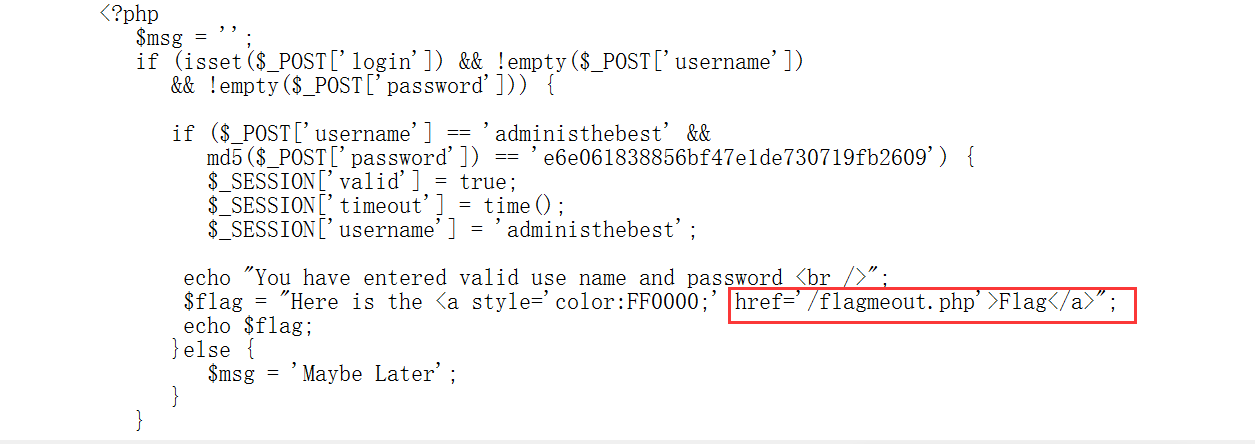 <?php
$msg = '';
if (isset($_POST['login']) && !empty($_POST['username'])
&& !empty($_POST['password'])) {
if ($_POST['username'] == 'administhebest' &&
md5($_POST['password']) == 'e6e061838856bf47e1de730719fb2609') {
$_SESSION['valid'] = true;
$_SESSION['timeout'] = time();
$_SESSION['username'] = 'administhebest';
echo "You have entered valid use name and password <br />";
$flag = "Here is the <a style='color:FF0000;' href='/flagmeout.php'>Flag</a>";
echo $flag;
}else {
$msg = 'Maybe Later';
}
}